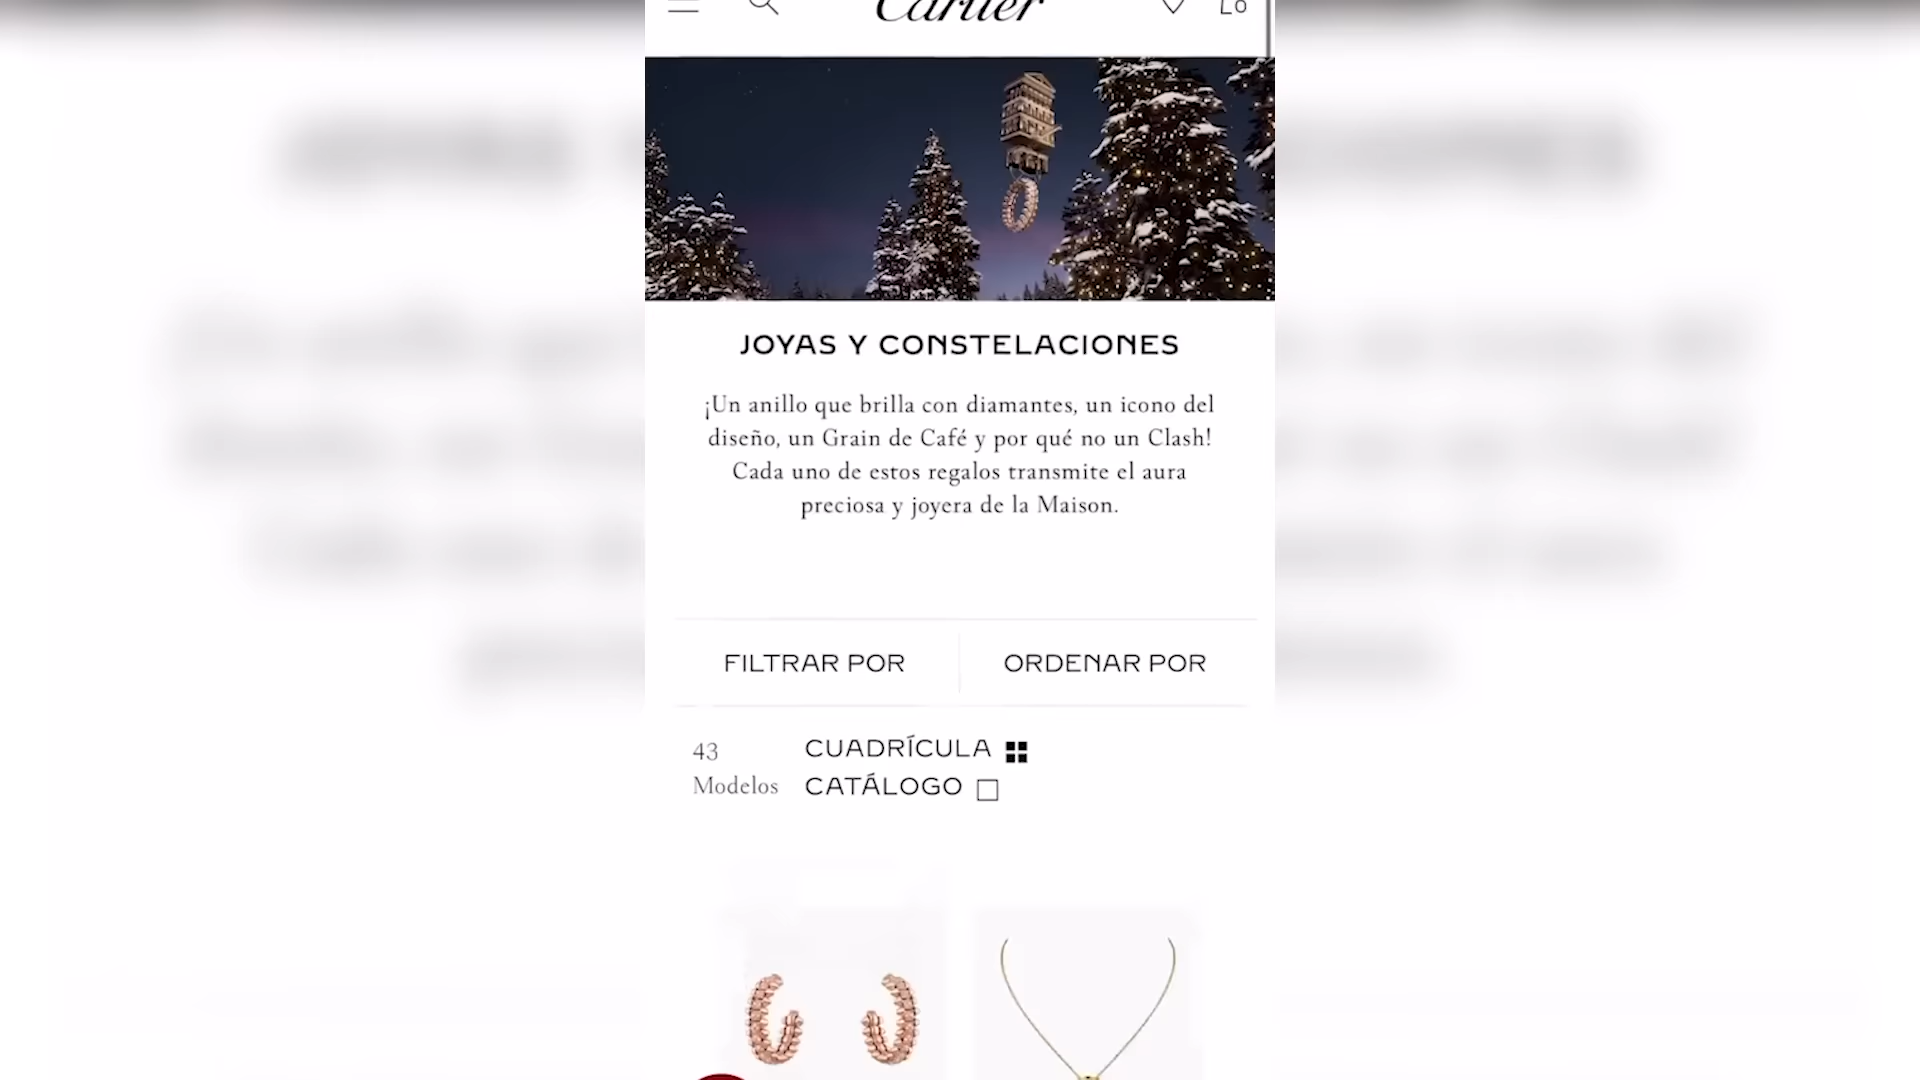 Cartier
JOYAS Y CONSTELACIONES
¡Un anillo que brilla con diamantes, un icono del
diseño, un Grain de Café y por qué no un Clash!
Cada uno de estos regalos transmite el aura
preciosa y joyera de la Maison.
FILTRAR POR
ORDENAR POR
43
Modelos
CUADRÍCULA
CATÁLOGO